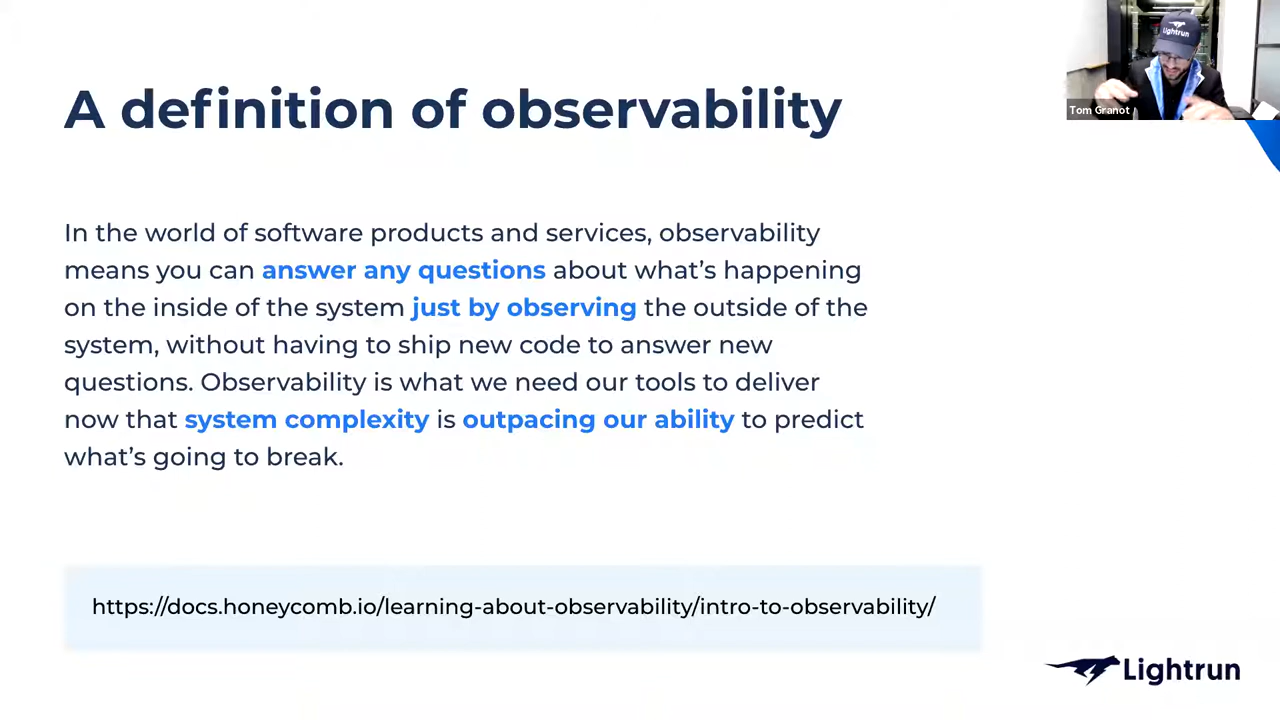 A definition of observability
Lightrun
Tom Granot
In the world of software products and services, observability
means you can answer any questions about what’s happening
on the inside of the system just by observing the outside of the
system, without having to ship new code to answer new
questions. Observability is what we need our tools to deliver
now that system complexity is outpacing our ability to predict
what’s going to break.
https://docs.honeycomb.io/learning-about-observability/intro-to-observability/
Lightrun